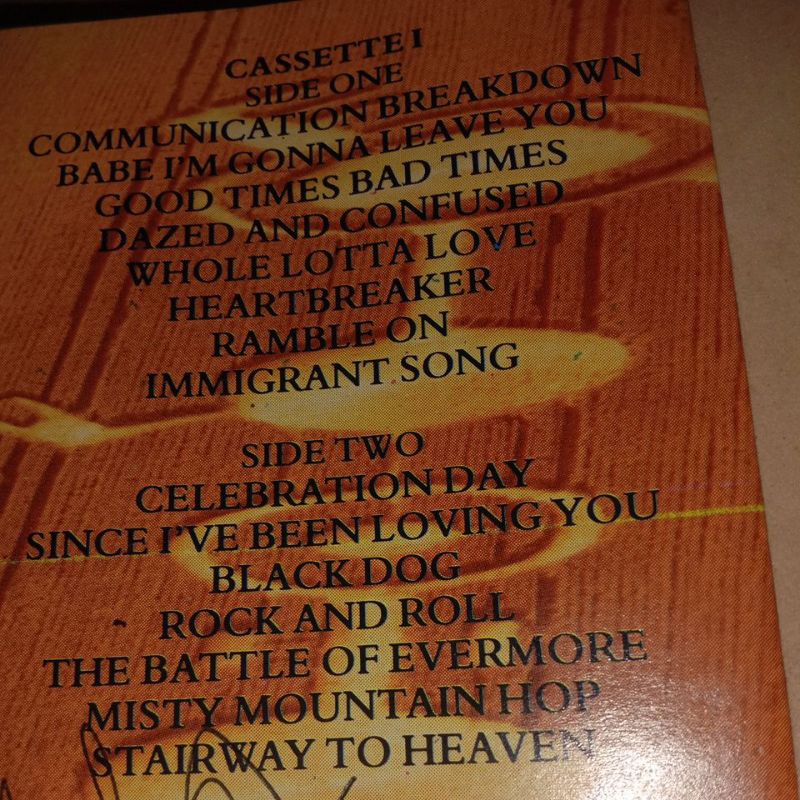 CASSETTE I
SIDE ONE
COMMUNICATION BREAKDOWN
BABE I'M GONNA LEAVE YOU
GOOD TIMES BAD TIMES
DAZED AND CONFUSED
WHOLE LOTTA LOVE
HEARTBREAKER
RAMBLE ON
IMMIGRANT SONG
SIDE TWO
CELEBRATION DAY
SINCE I'VE BEEN LOVING YOU
BLACK DOG
ROCK AND ROLL
THE BATTLE OF EVERMORE
MISTY MOUNTAIN HOP
STAIRWAY TO HEAVEN